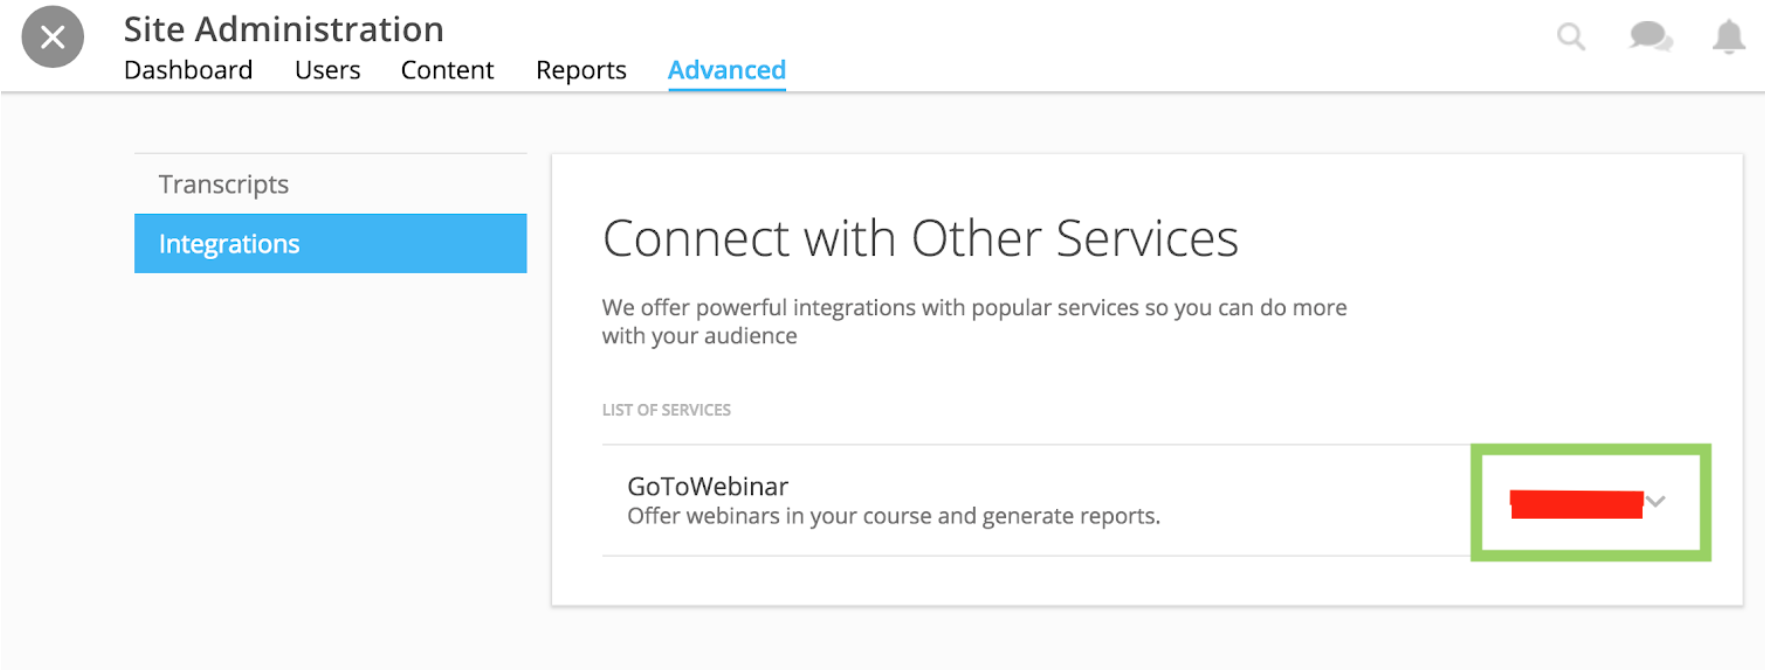 Site Administration
Dashboard Users Content Reports Advanced
Transcripts
Integrations
Connect with Other Services
We offer powerful integrations with popular services so you can do more
with your audience
LIST OF SERVICES
GoToWebinar
Offer webinars in your course and generate reports.